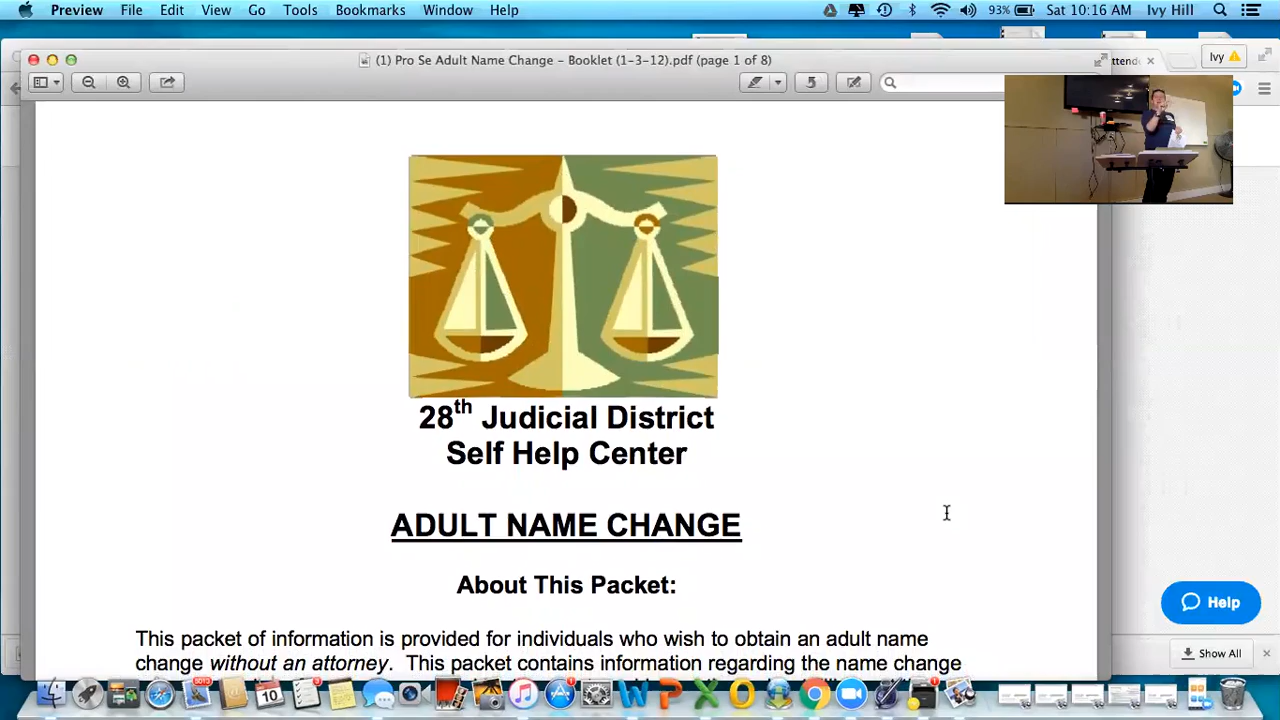 Preview File Edit View Go Tools Bookmarks Window Help 93% Sat 10:16 AM Ivy Hill
(1) Pro Se Adult Name Change - Booklet (1-3-12).pdf (page 1 of 8)
Ivy
28th Judicial District
Self Help Center
ADULT NAME CHANGE
About This Packet:
This packet of information is provided for individuals who wish to obtain an adult name
change without an attorney. This packet contains information regarding the name change
Help
Show All